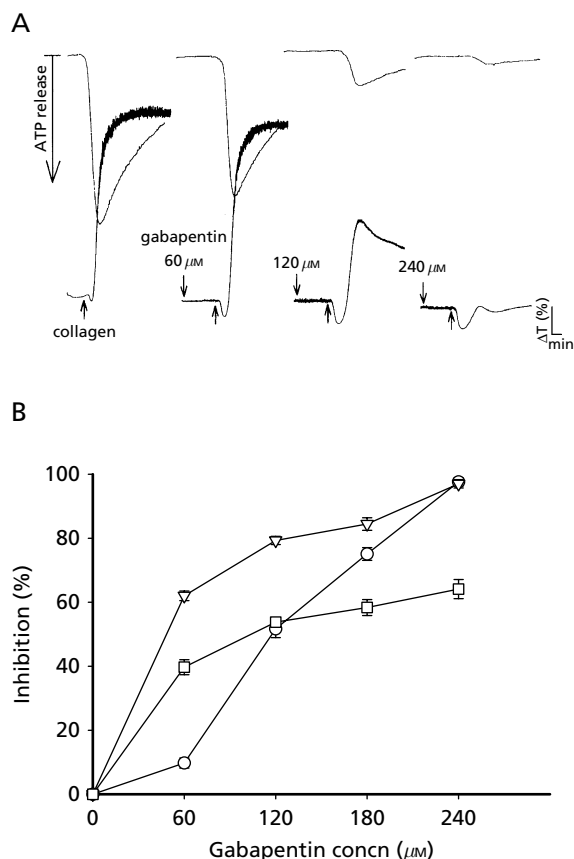 A
ATP release
gabapentin
60 μM
120 μM
240 μM
collagen
ΔT (%)
min
B
Inhibition (%)
100
80
60
40
20
0
0 60 120 180 240
Gabapentin concn (μM)